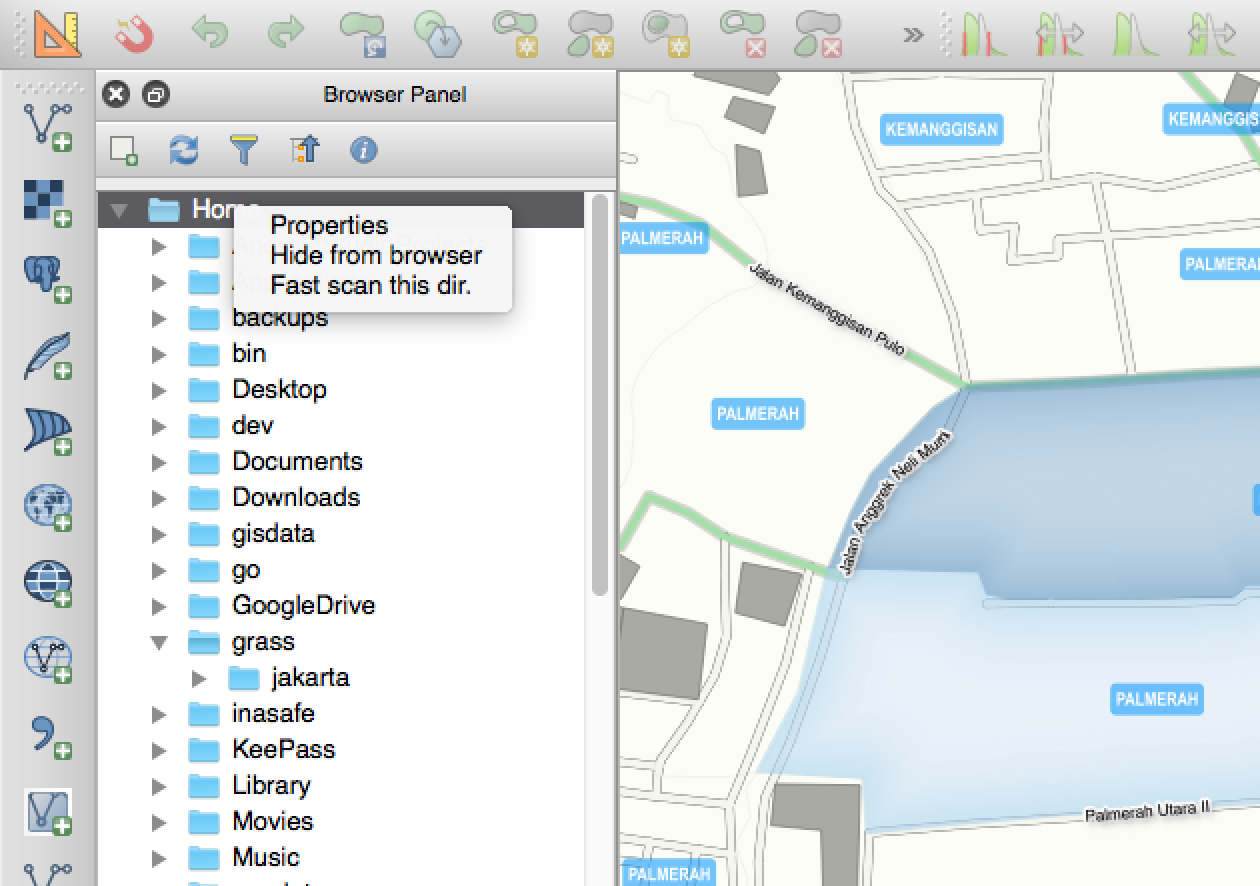 Browser Panel
Home
Properties
Hide from browser
Fast scan this dir.
backups
bin
Desktop
dev
Documents
Downloads
gisdata
go
GoogleDrive
grass
jakarta
inasafe
KeePass
Library
Movies
Music
KEMANGGISAN
KEMANGGIS
PALMERAH
PALMERA
Jalan Kemanggisan Pulo
PALMERAH
Jalan Anggrek Neli Murni
PALMERAH
Palmerah Utara II
PALMERAH